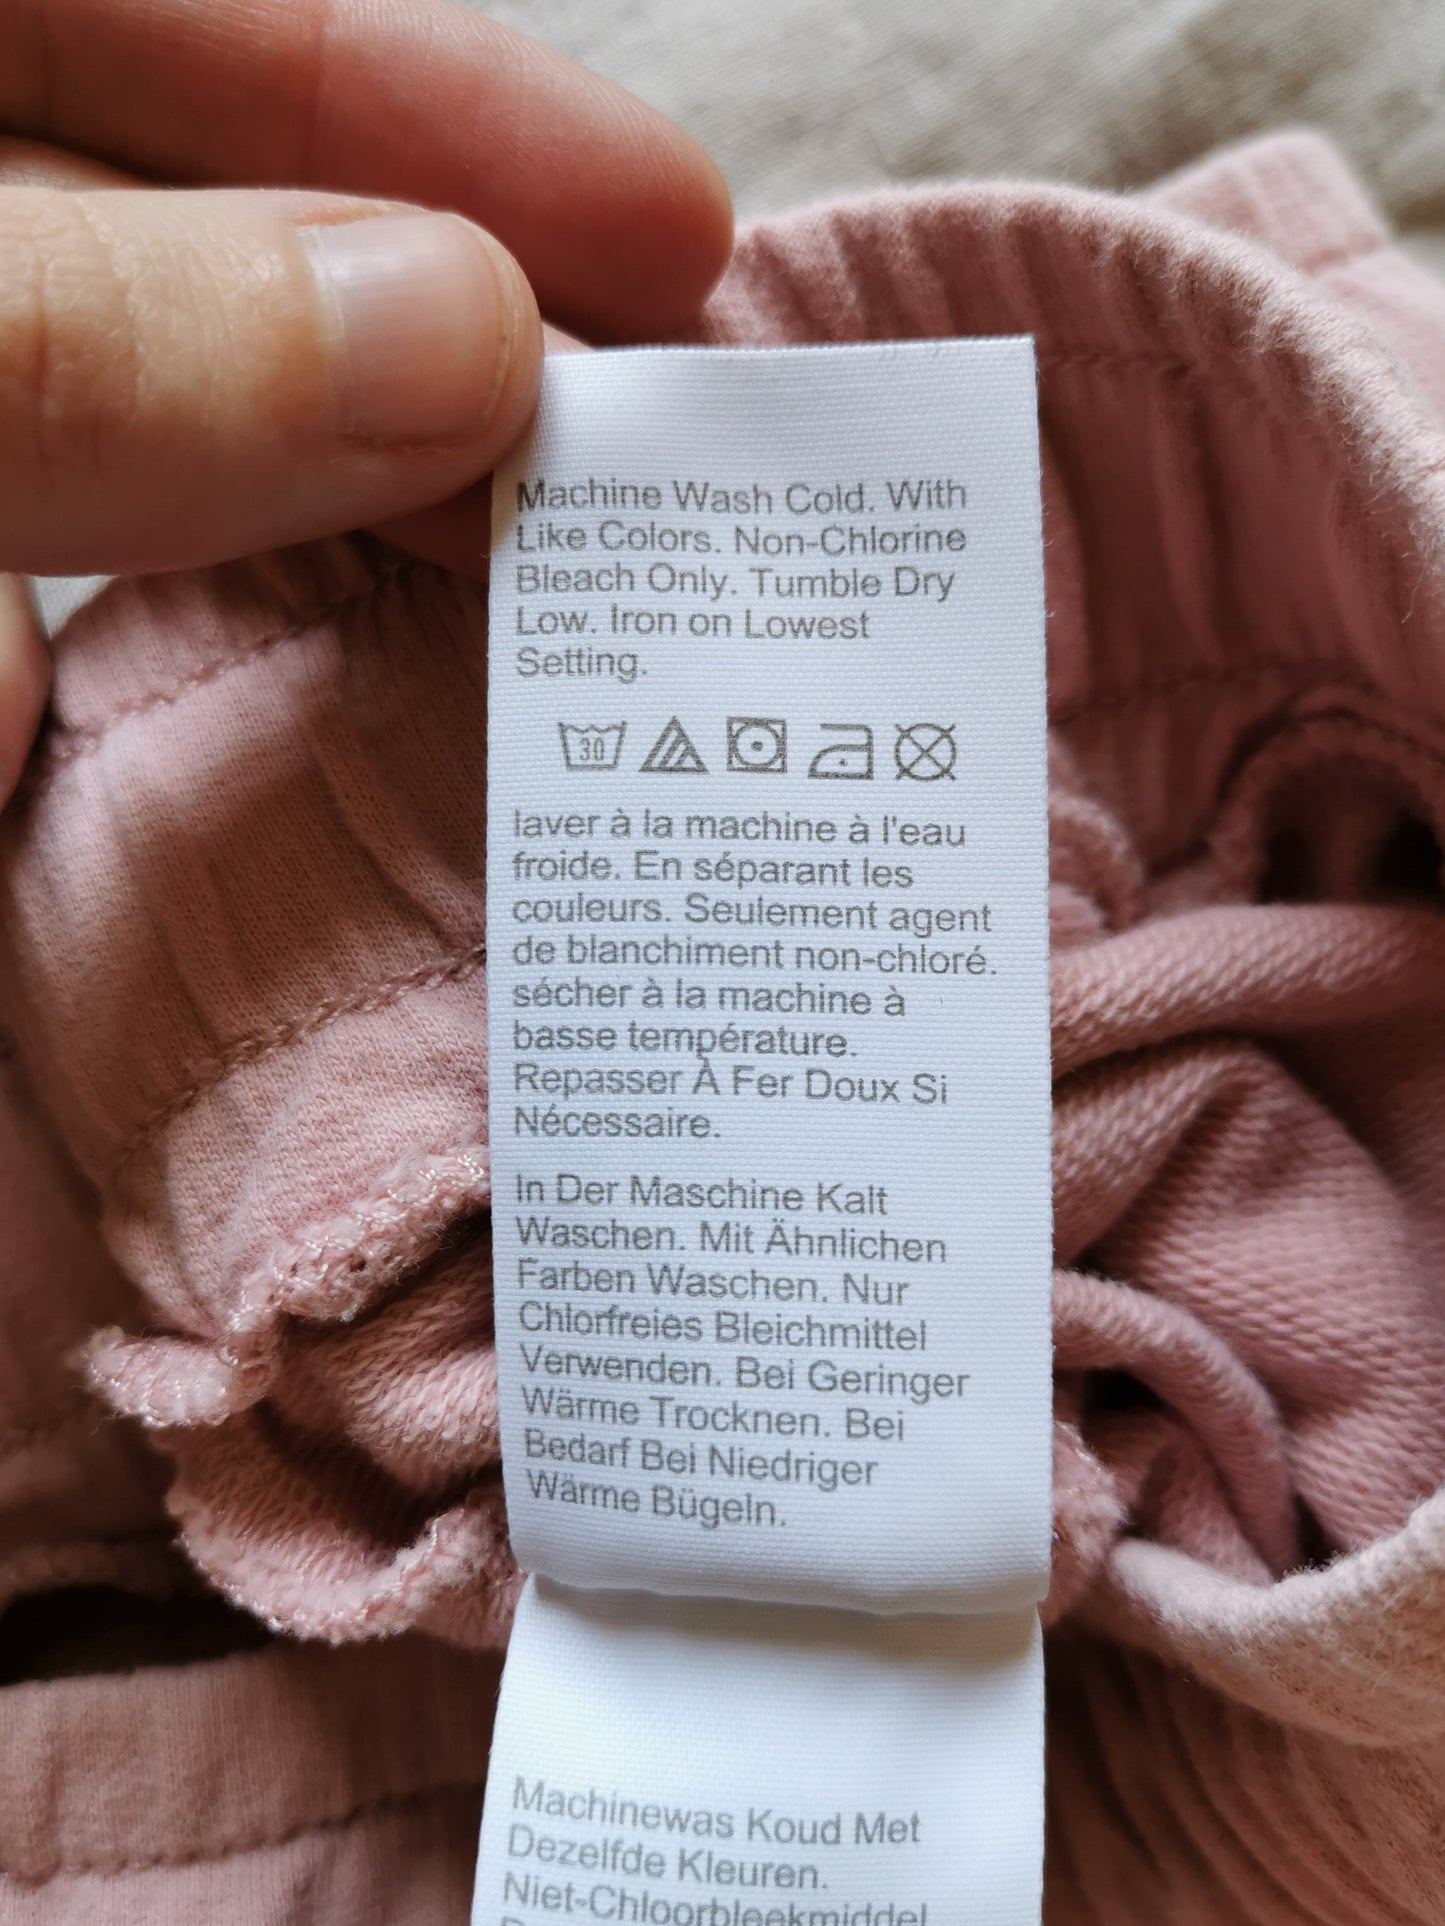 Machine Wash Cold. With
Like Colors. Non-Chlorine
Bleach Only. Tumble Dry
Low. Iron on Lowest
Setting.
30
laver à la machine à l'eau
froide. En séparant les
couleurs. Seulement agent
de blanchiment non-chloré.
sécher à la machine à
basse température.
Repasser À Fer Doux Si
Nécessaire.
In Der Maschine Kalt
Waschen. Mit Ähnlichen
Farben Waschen. Nur
Chlorfreies Bleichmittel
Verwenden. Bei Geringer
Wärme Trocknen. Bei
Bedarf Bei Niedriger
Wärme Bügeln.
Machinewas Koud Met
Dezelfde Kleuren.
Niet-Chloorbleekmiddel